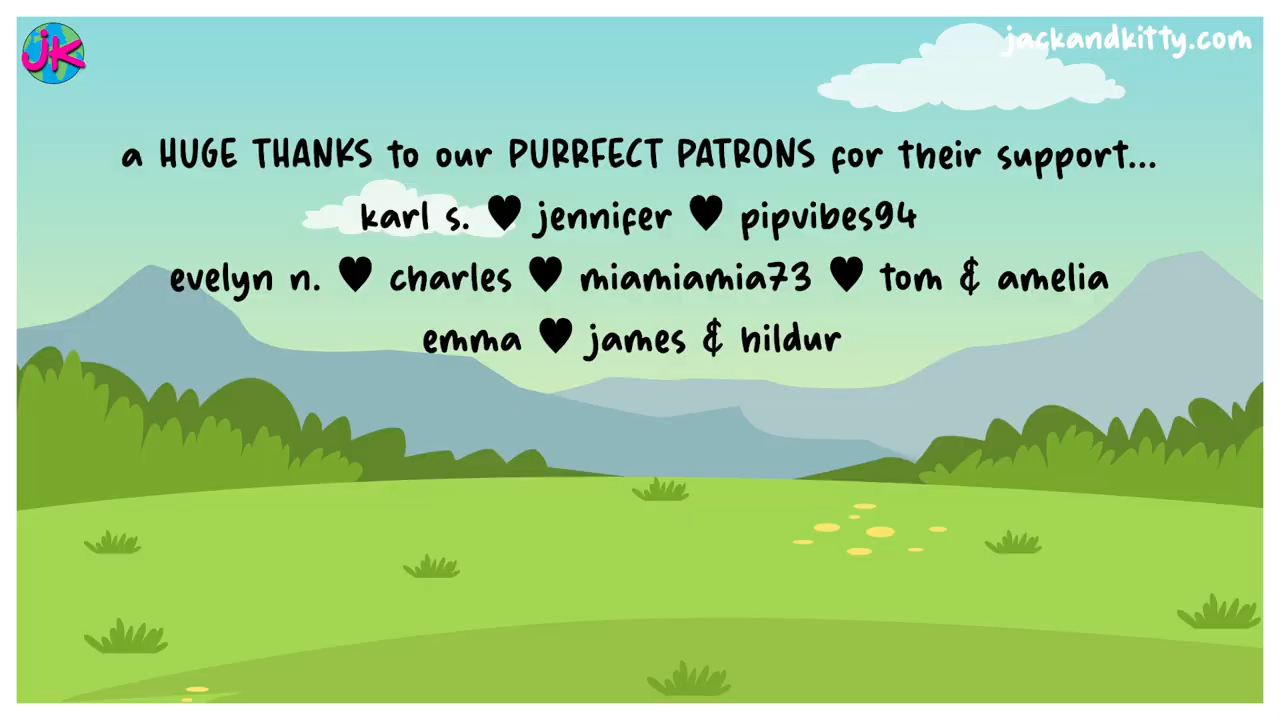 JK
jackandkitty.com
a HUGE THANKS to our PURRFECT PATRONS for their support...
karl s. ♥ jennifer ♥ pipvibes94
evelyn n. ♥ charles ♥ miamiamia73 ♥ tom & amelia
emma ♥ james & hildur